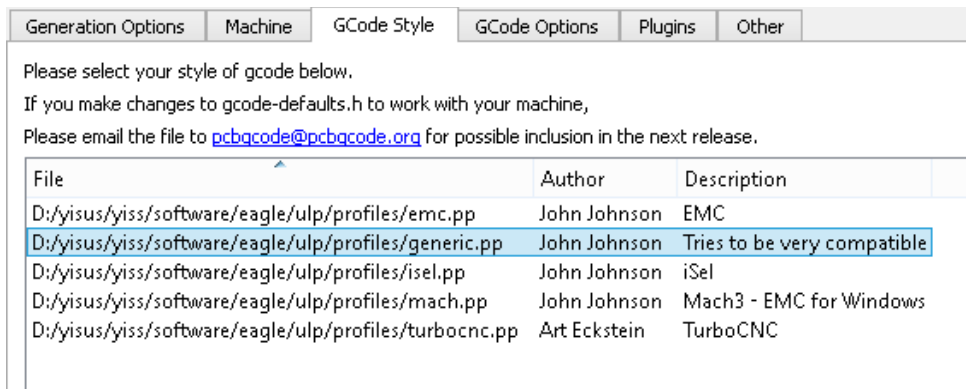 Generation Options Machine GCode Style GCode Options Plugins Other
Please select your style of gcode below.
If you make changes to gcode-defaults.h to work with your machine,
Please email the file to pcbgcode@pcbgcode.org for possible inclusion in the next release.
File Author Description
D:/yisus/yiss/software/eagle/ulp/profiles/emc.pp John Johnson EMC
D:/yisus/yiss/software/eagle/ulp/profiles/generic.pp John Johnson Tries to be very compatible
D:/yisus/yiss/software/eagle/ulp/profiles/isel.pp John Johnson iSel
D:/yisus/yiss/software/eagle/ulp/profiles/mach.pp John Johnson Mach3 - EMC for Windows
D:/yisus/yiss/software/eagle/ulp/profiles/turbocnc.pp Art Eckstein TurboCNC